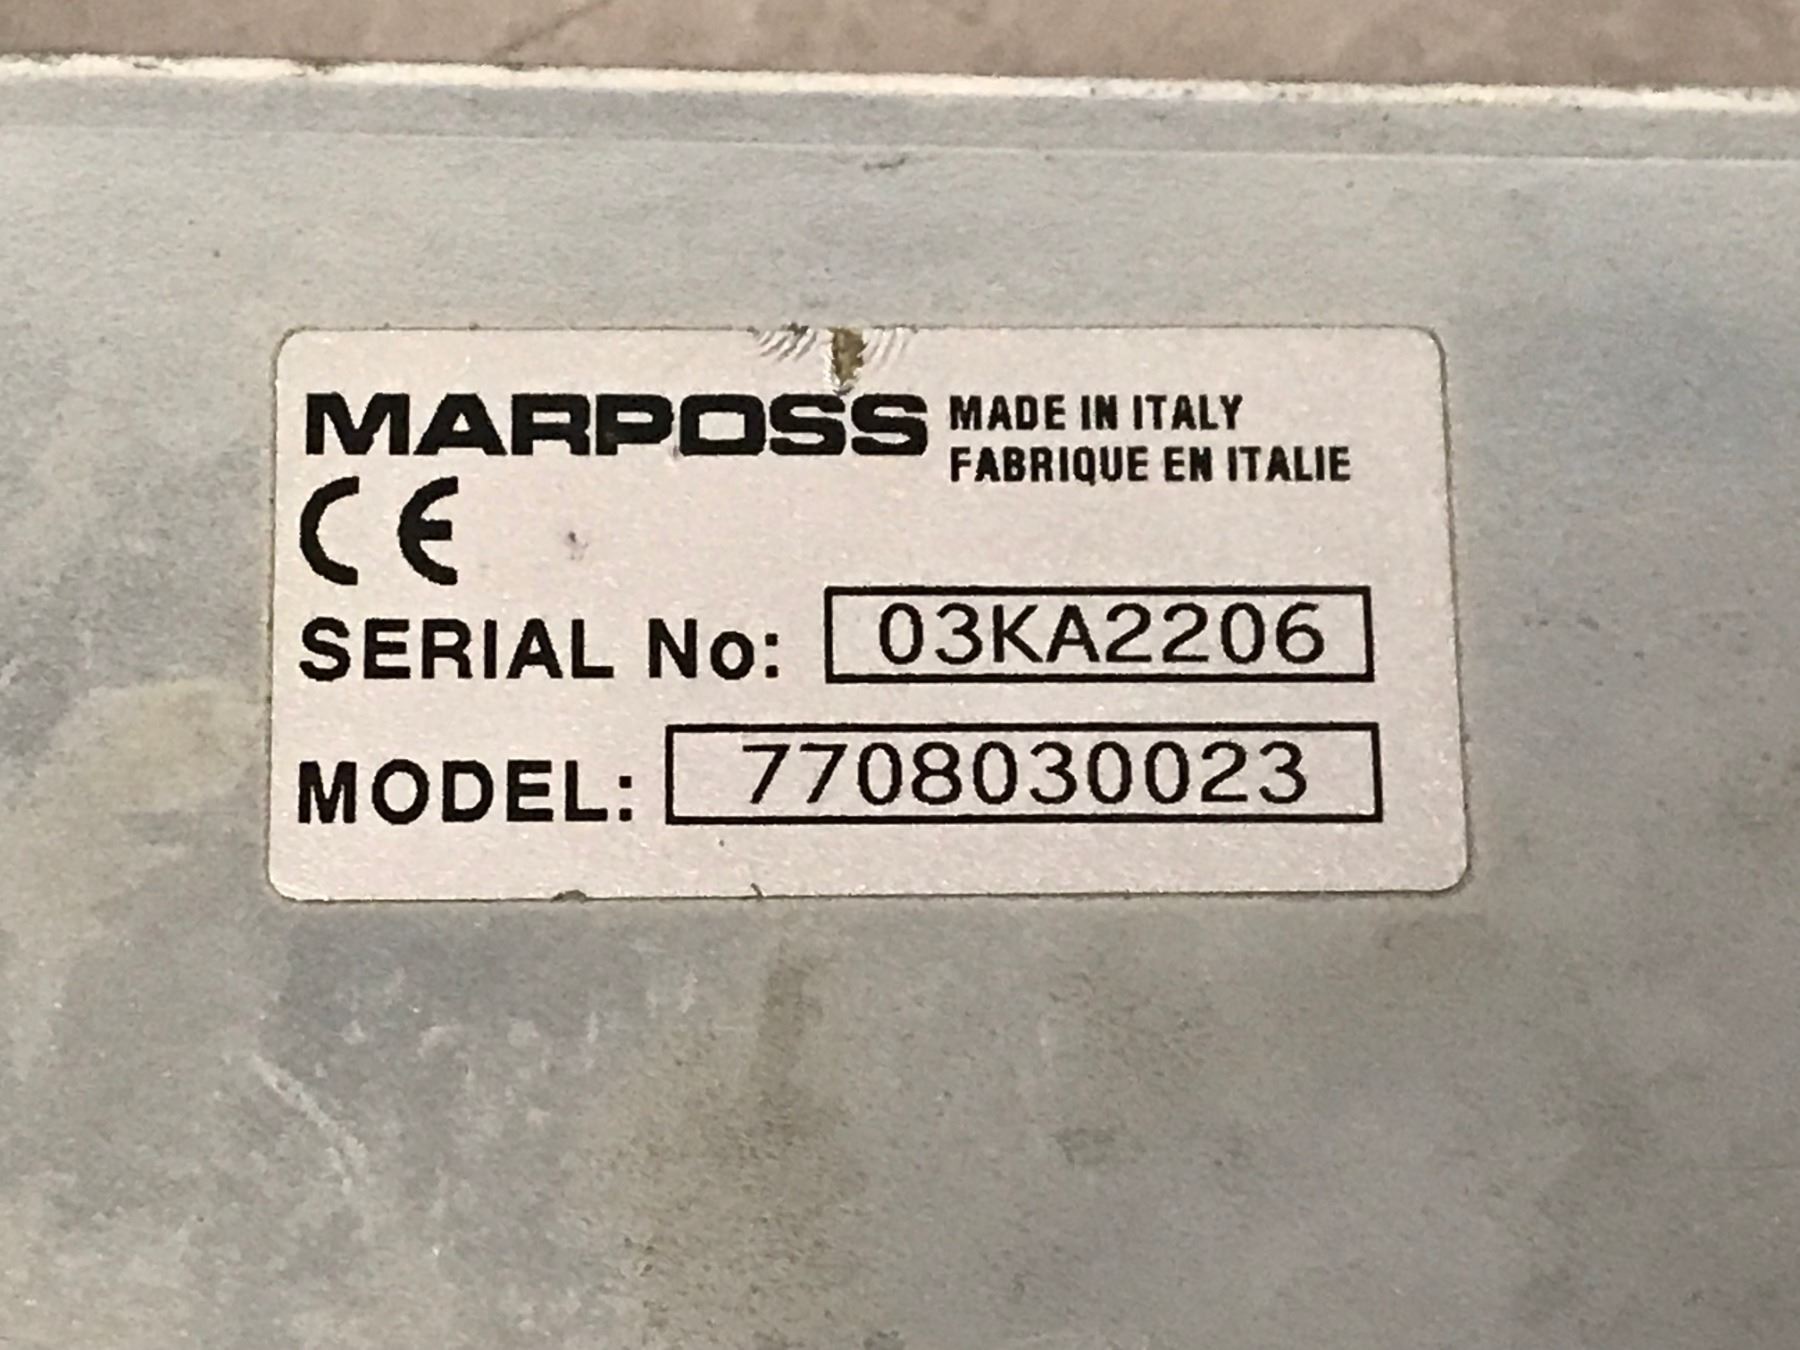 MARPOSS MADE IN ITALY
FABRIQUE EN ITALIE
CE
SERIAL No: 03KA2206
MODEL: 7708030023